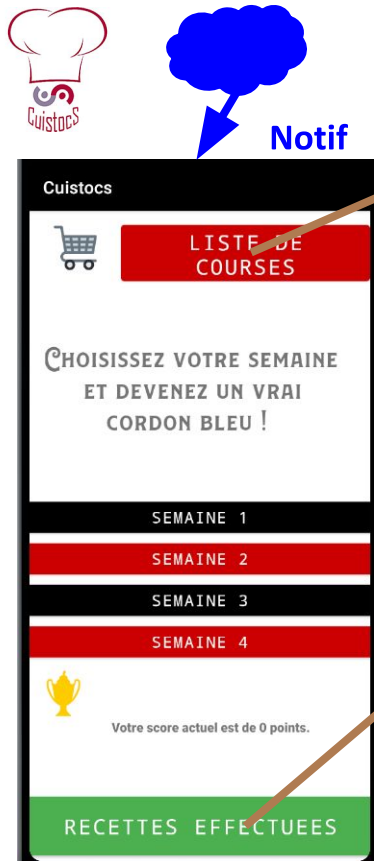 CuistocS
Notif
Cuistocs
LISTE DE
COURSES
CHOISISSEZ VOTRE SEMAINE
ET DEVENEZ UN VRAI
CORDON BLEU !
SEMAINE 1
SEMAINE 2
SEMAINE 3
SEMAINE 4
Votre score actuel est de 0 points.
RECETTES EFFECTUEES